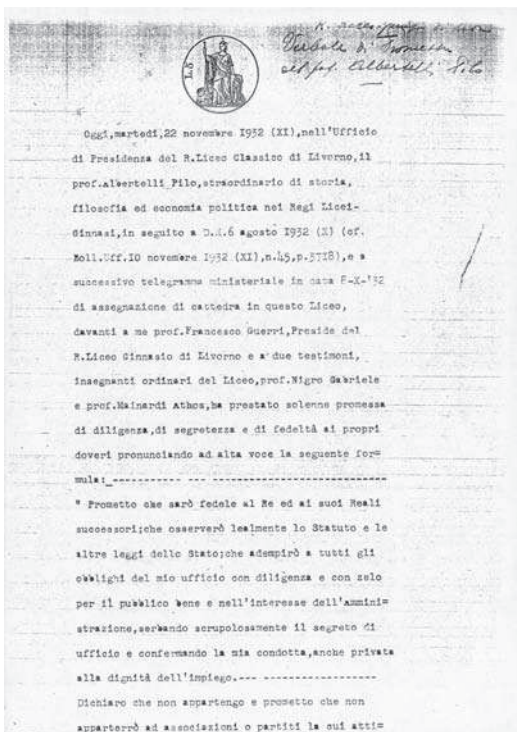 L.5
Verbale di Promessa
del prof. Albertelli Pilo
Oggi,martedì,22 novembre I932 (XI),nell'Ufficio
di Presidenza del R.Liceo Classico di Livorno,il
prof.Albertelli Pilo,straordinario di storia,
filosofia ed economia politica nei Regi Licei-
Ginnasi,in seguito a D.M.6 agosto I932 (X) (cf.
Boll.Uff.IO novembre I932 (XI),n.45,p.37I8),e a
successivo telegramma ministeriale in data 8-X-'32
di assegnazione di cattedra in questo Liceo,
davanti a me prof.Francesco Guerri,Preside del
R.Liceo Ginnasio di Livorno e a due testimoni,
insegnanti ordinari del Liceo,prof.Nigro Gabriele
e prof.Mainardi Athos,ha prestato solenne promessa
di diligenza,di segretezza e di fedeltà ai propri
doveri pronunciando ad alta voce la seguente for=
mula:_----------- --- ----------------------------
" Prometto che sarò fedele al Re ed ai suoi Reali
successori;che osserverò lealmente lo Statuto e le
altre leggi dello Stato;che adempirò a tutti gli
obblighi del mio ufficio con diligenza e con zelo
per il pubblico bene e nell'interesse dell'Ammini=
strazione,serbando scrupolosamente il segreto di
ufficio e conformando la mia condotta,anche privata
alla dignità dell'impiego.--- -----------------
Dichiaro che non appartengo e prometto che non
apparterrò ad associazioni o partiti la cui atti=